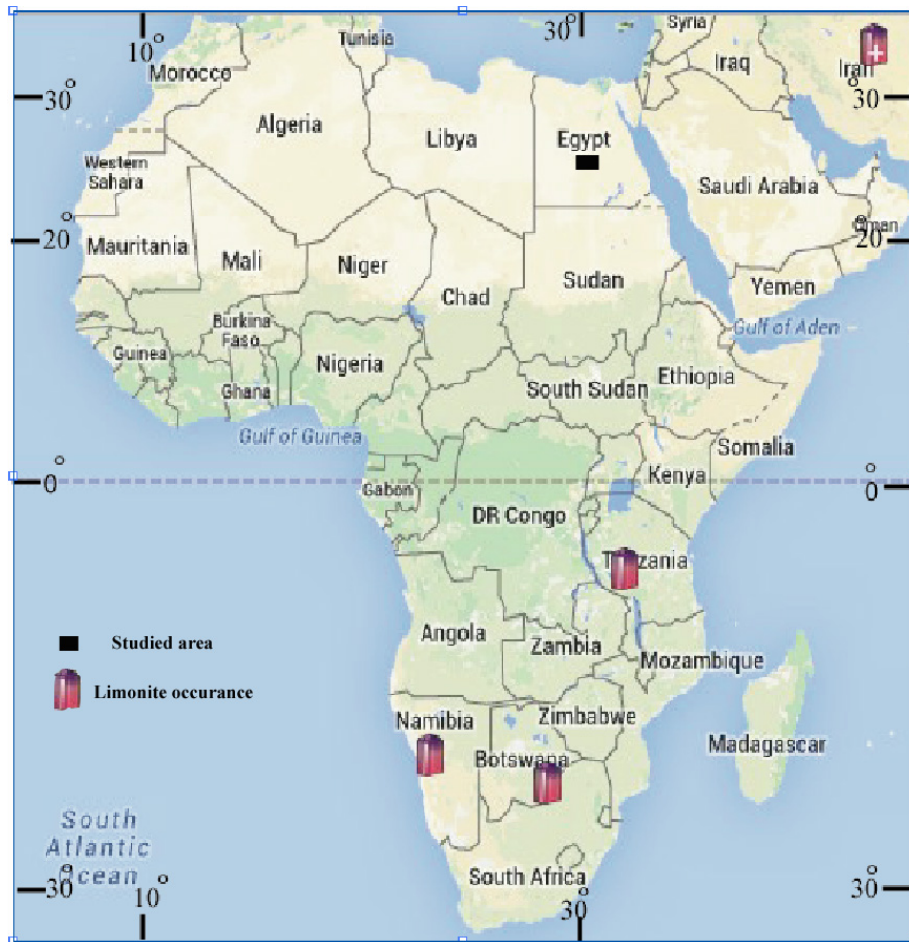 10°
30°
Syria
Tunisia
Morocco
Iraq
Iran
30°
30°
Algeria
Libya
Egypt
Western
Sahara
Saudi Arabia
20°
20°
Oman
Mauritania
Mali
Niger
Chad
Sudan
Yemen
Burkina
Faso
Gulf of Aden
Guinea
Nigeria
Ethiopia
Ghana
South Sudan
Gulf of Guinea
Somalia
Kenya
0°
0°
Gabon
DR Congo
Angola
Zambia
Mozambique
Studied area
Limonite occurance
Namibia
Zimbabwe
Botswana
Madagascar
South
Atlantic
Ocean
South Africa
30°
30°
10°
30°